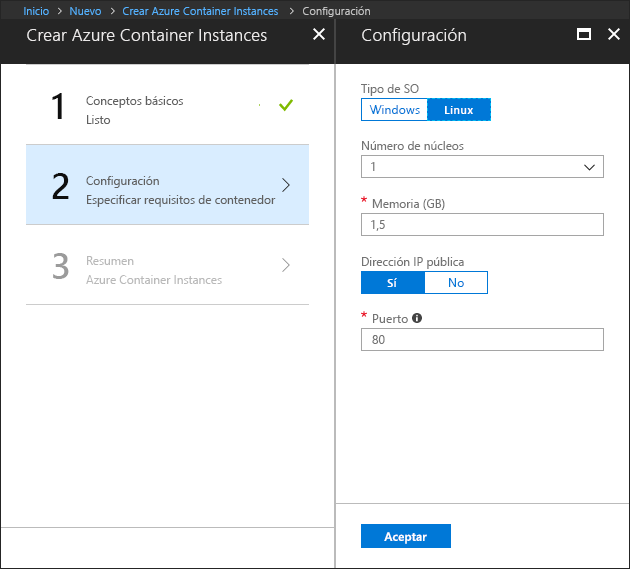 Inicio > Nuevo > Crear Azure Container Instances > Configuración
Crear Azure Container Instances
1
Conceptos básicos
Listo
2
Configuración
Especificar requisitos de contenedor
3
Resumen
Azure Container Instances
Configuración
Tipo de SO
Windows Linux
Número de núcleos
1
* Memoria (GB)
1,5
Dirección IP pública
Sí No
* Puerto
80
Aceptar